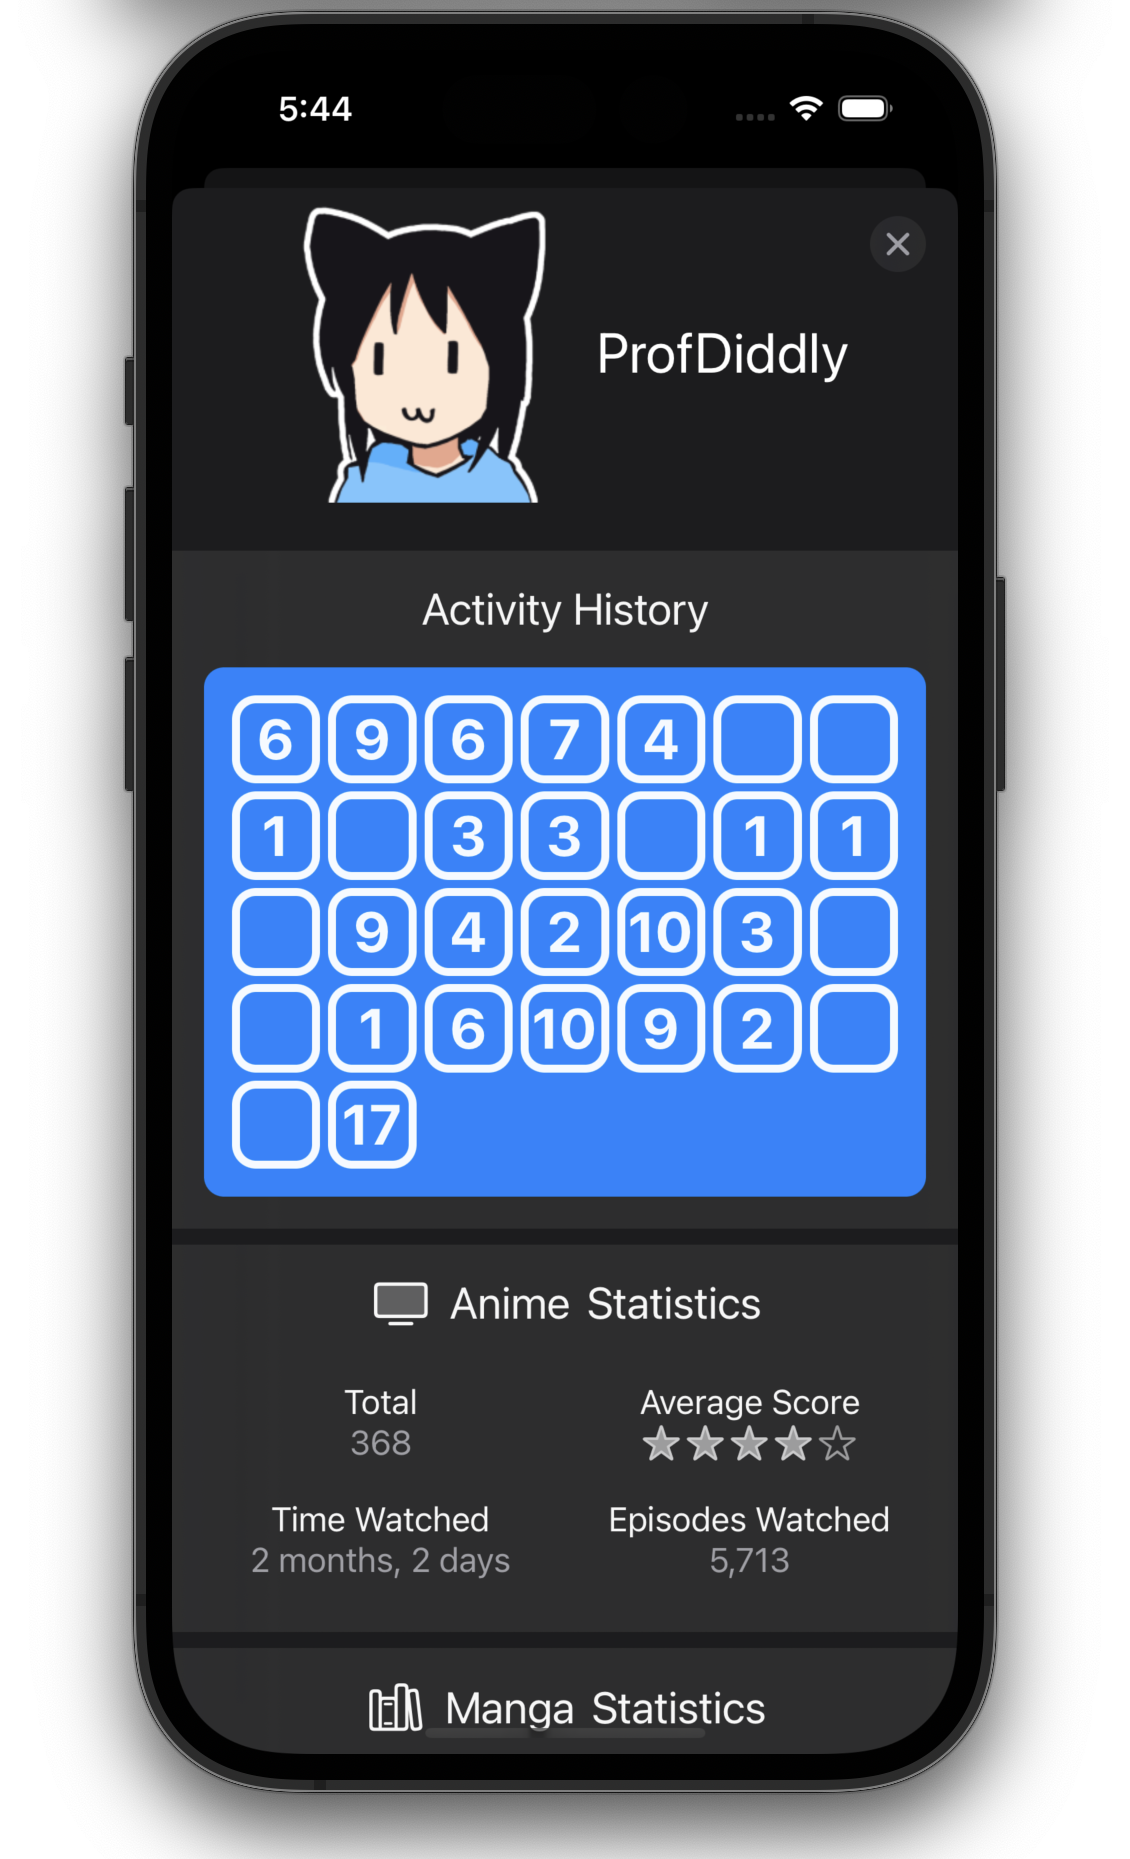 5:44
ProfDiddly
Activity History
6 9 6 7 4
1 3 3 1 1
9 4 2 10 3
1 6 10 9 2
17
Anime Statistics
Total Average Score
368
Time Watched Episodes Watched
2 months, 2 days 5,713
Manga Statistics